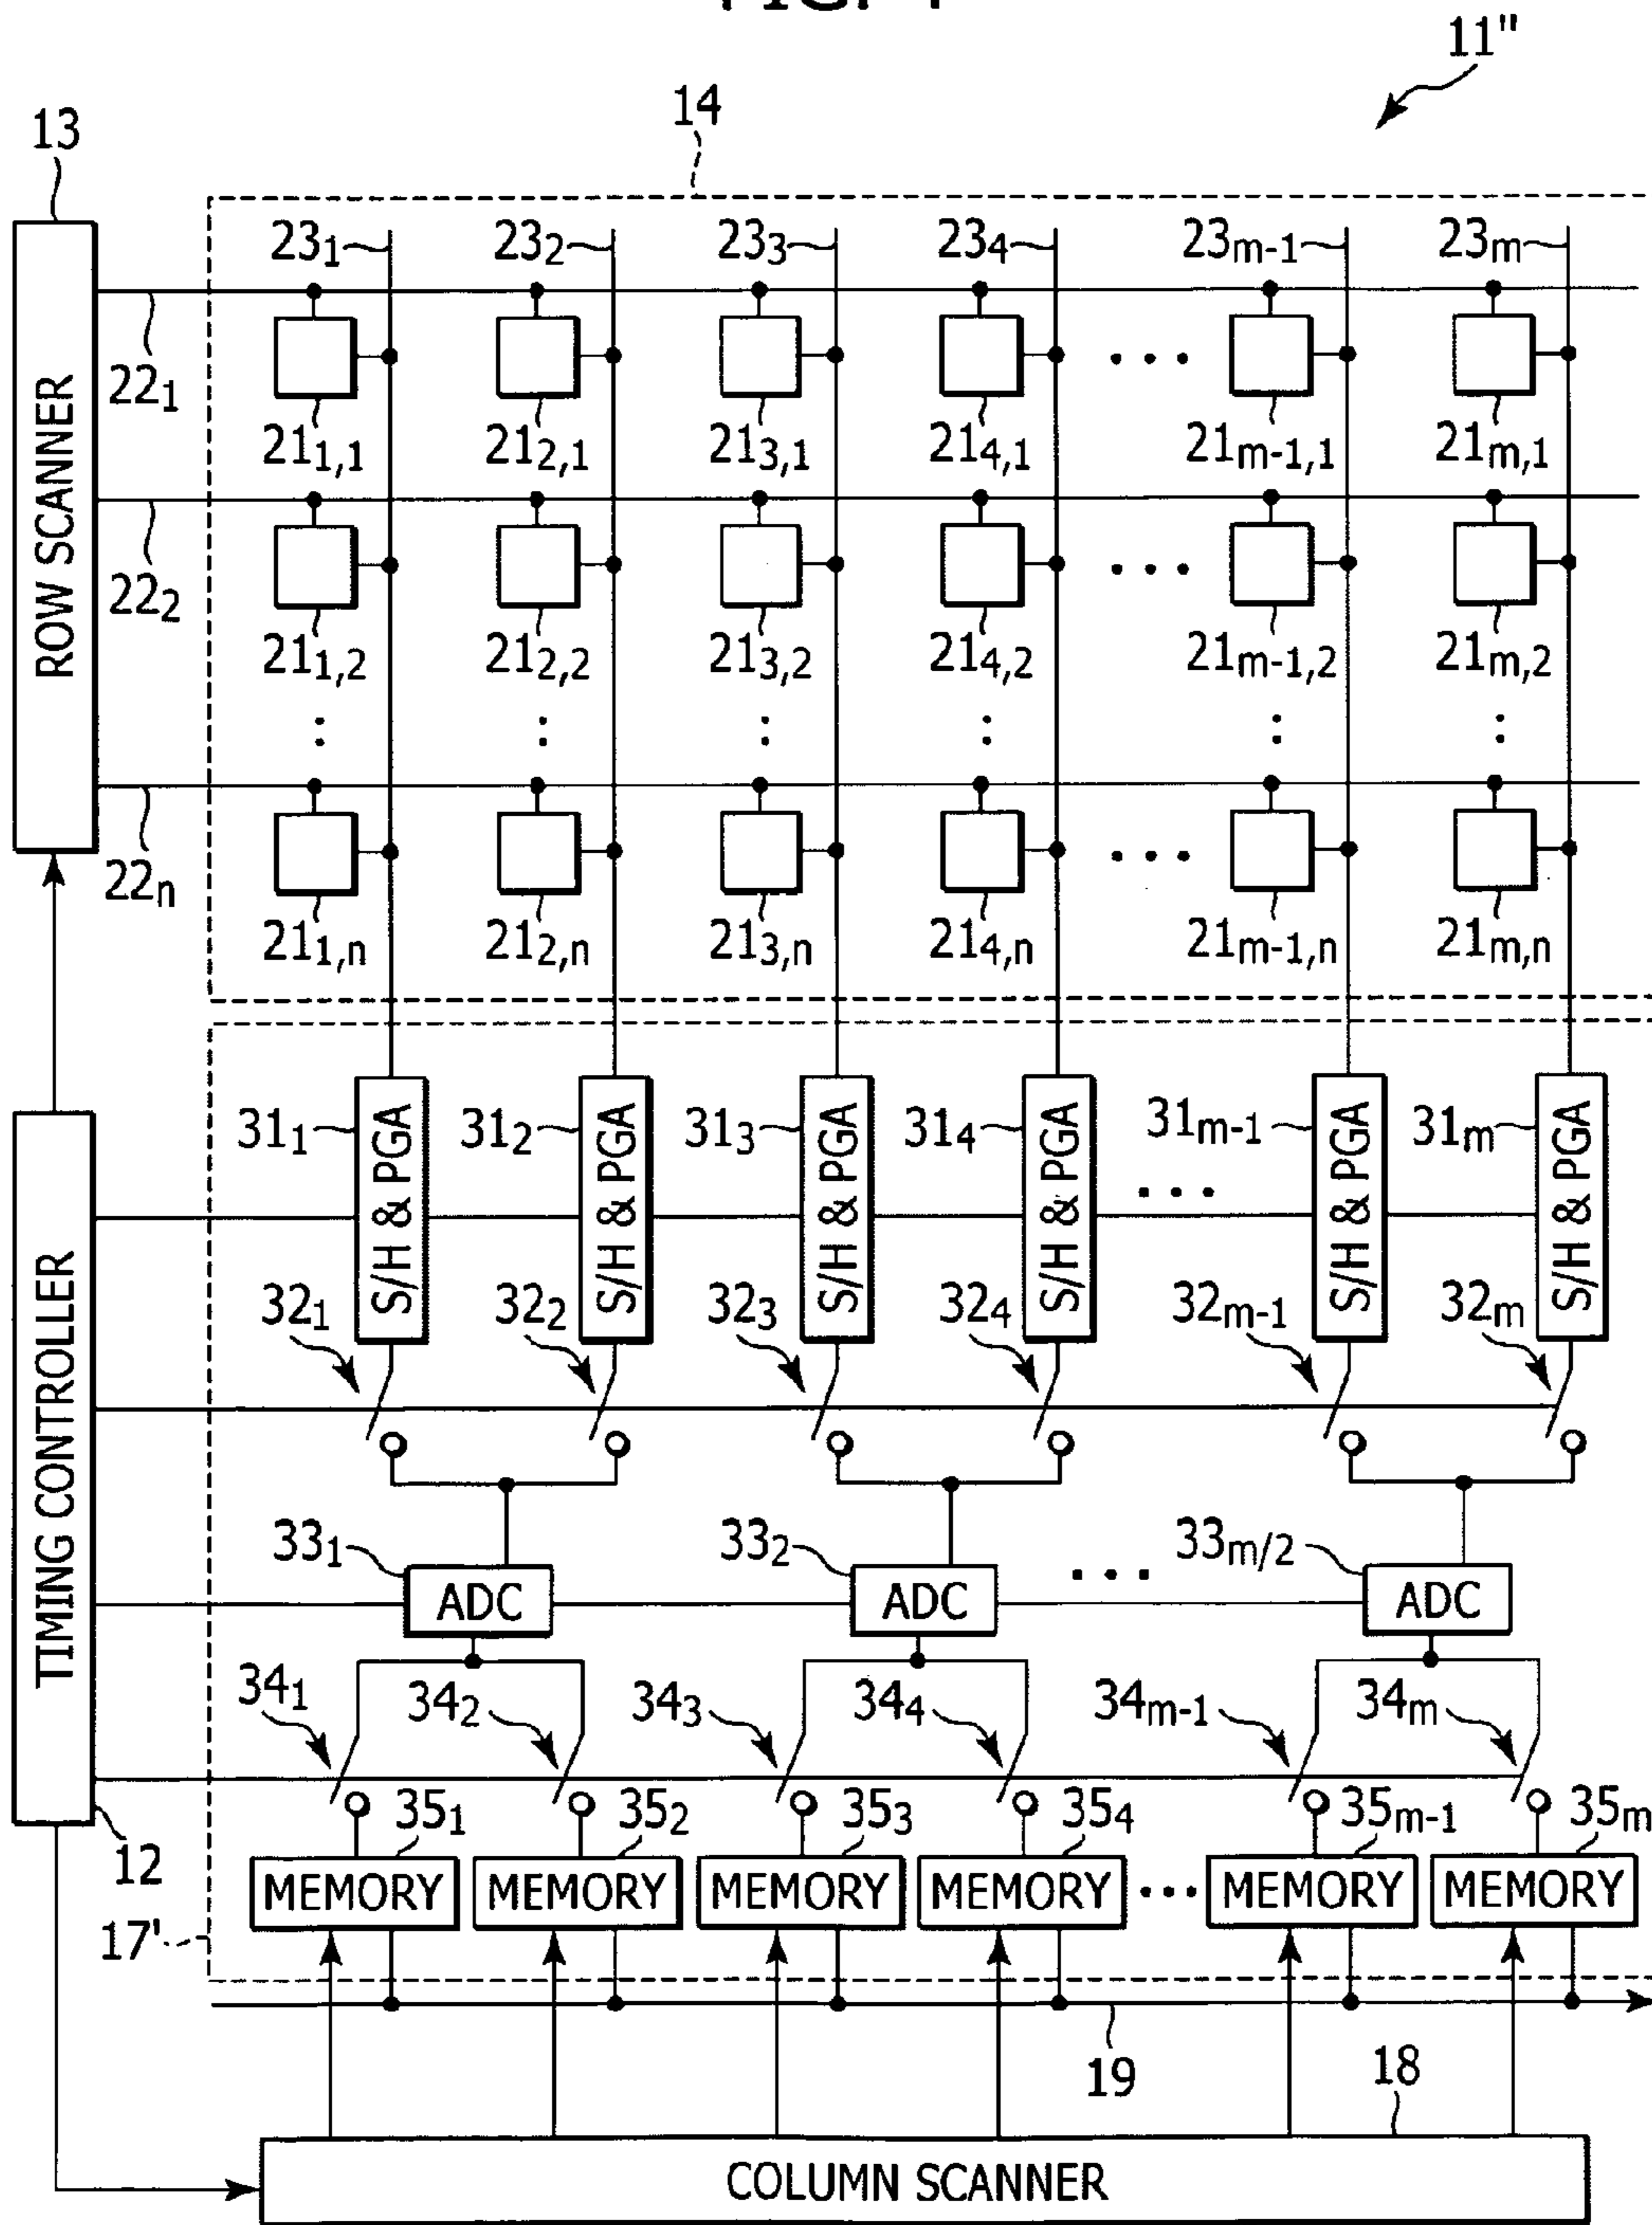 11"
14
13
23₁ 23₂ 23₃ 23₄ 23m-1 23m
ROW SCANNER
22₁
21₁,₁ 21₂,₁ 21₃,₁ 21₄,₁ 21m-1,1 21m,1
22₂
21₁,₂ 21₂,₂ 21₃,₂ 21₄,₂ 21m-1,2 21m,2
22n
21₁,n 21₂,n 21₃,n 21₄,n 21m-1,n 21m,n
31₁ 31₂ 31₃ 31₄ 31m-1 31m
S/H & PGA S/H & PGA S/H & PGA S/H & PGA S/H & PGA S/H & PGA
TIMING CONTROLLER
32₁ 32₂ 32₃ 32₄ 32m-1 32m
33₁ 33₂ 33m/2
ADC ADC ADC
34₁ 34₂ 34₃ 34₄ 34m-1 34m
35₁ 35₂ 35₃ 35₄ 35m-1 35m
12
MEMORY MEMORY MEMORY MEMORY MEMORY MEMORY
17'
19
18
COLUMN SCANNER